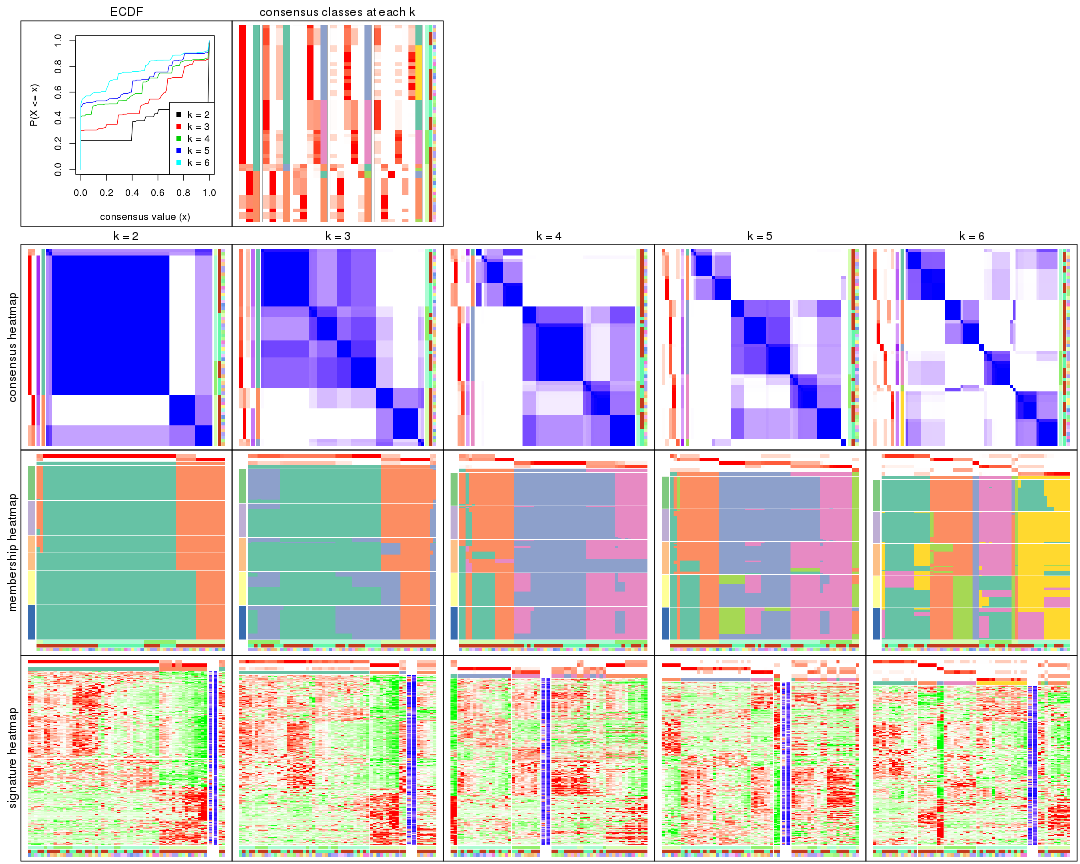 ECDF
consensus classes at each k
P(X <= x)
1.0
0.8
0.6
0.4
0.2
0.0
k = 2
k = 3
k = 4
k = 5
k = 6
0.0 0.2 0.4 0.6 0.8 1.0
consensus value (x)
k = 2 k = 3 k = 4 k = 5 k = 6
consensus heatmap
membership heatmap
signature heatmap